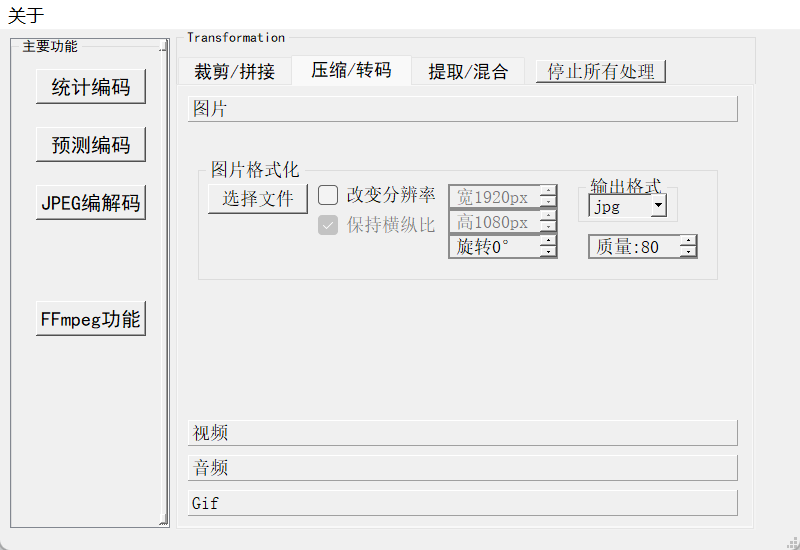 关于
主要功能
统计编码
预测编码
JPEG编解码
FFmpeg功能
Transformation
裁剪/拼接
压缩/转码
提取/混合
停止所有处理
图片
图片格式化
选择文件
改变分辨率
保持横纵比
宽1920px
高1080px
旋转0°
输出格式
jpg
质量:80
视频
音频
Gif